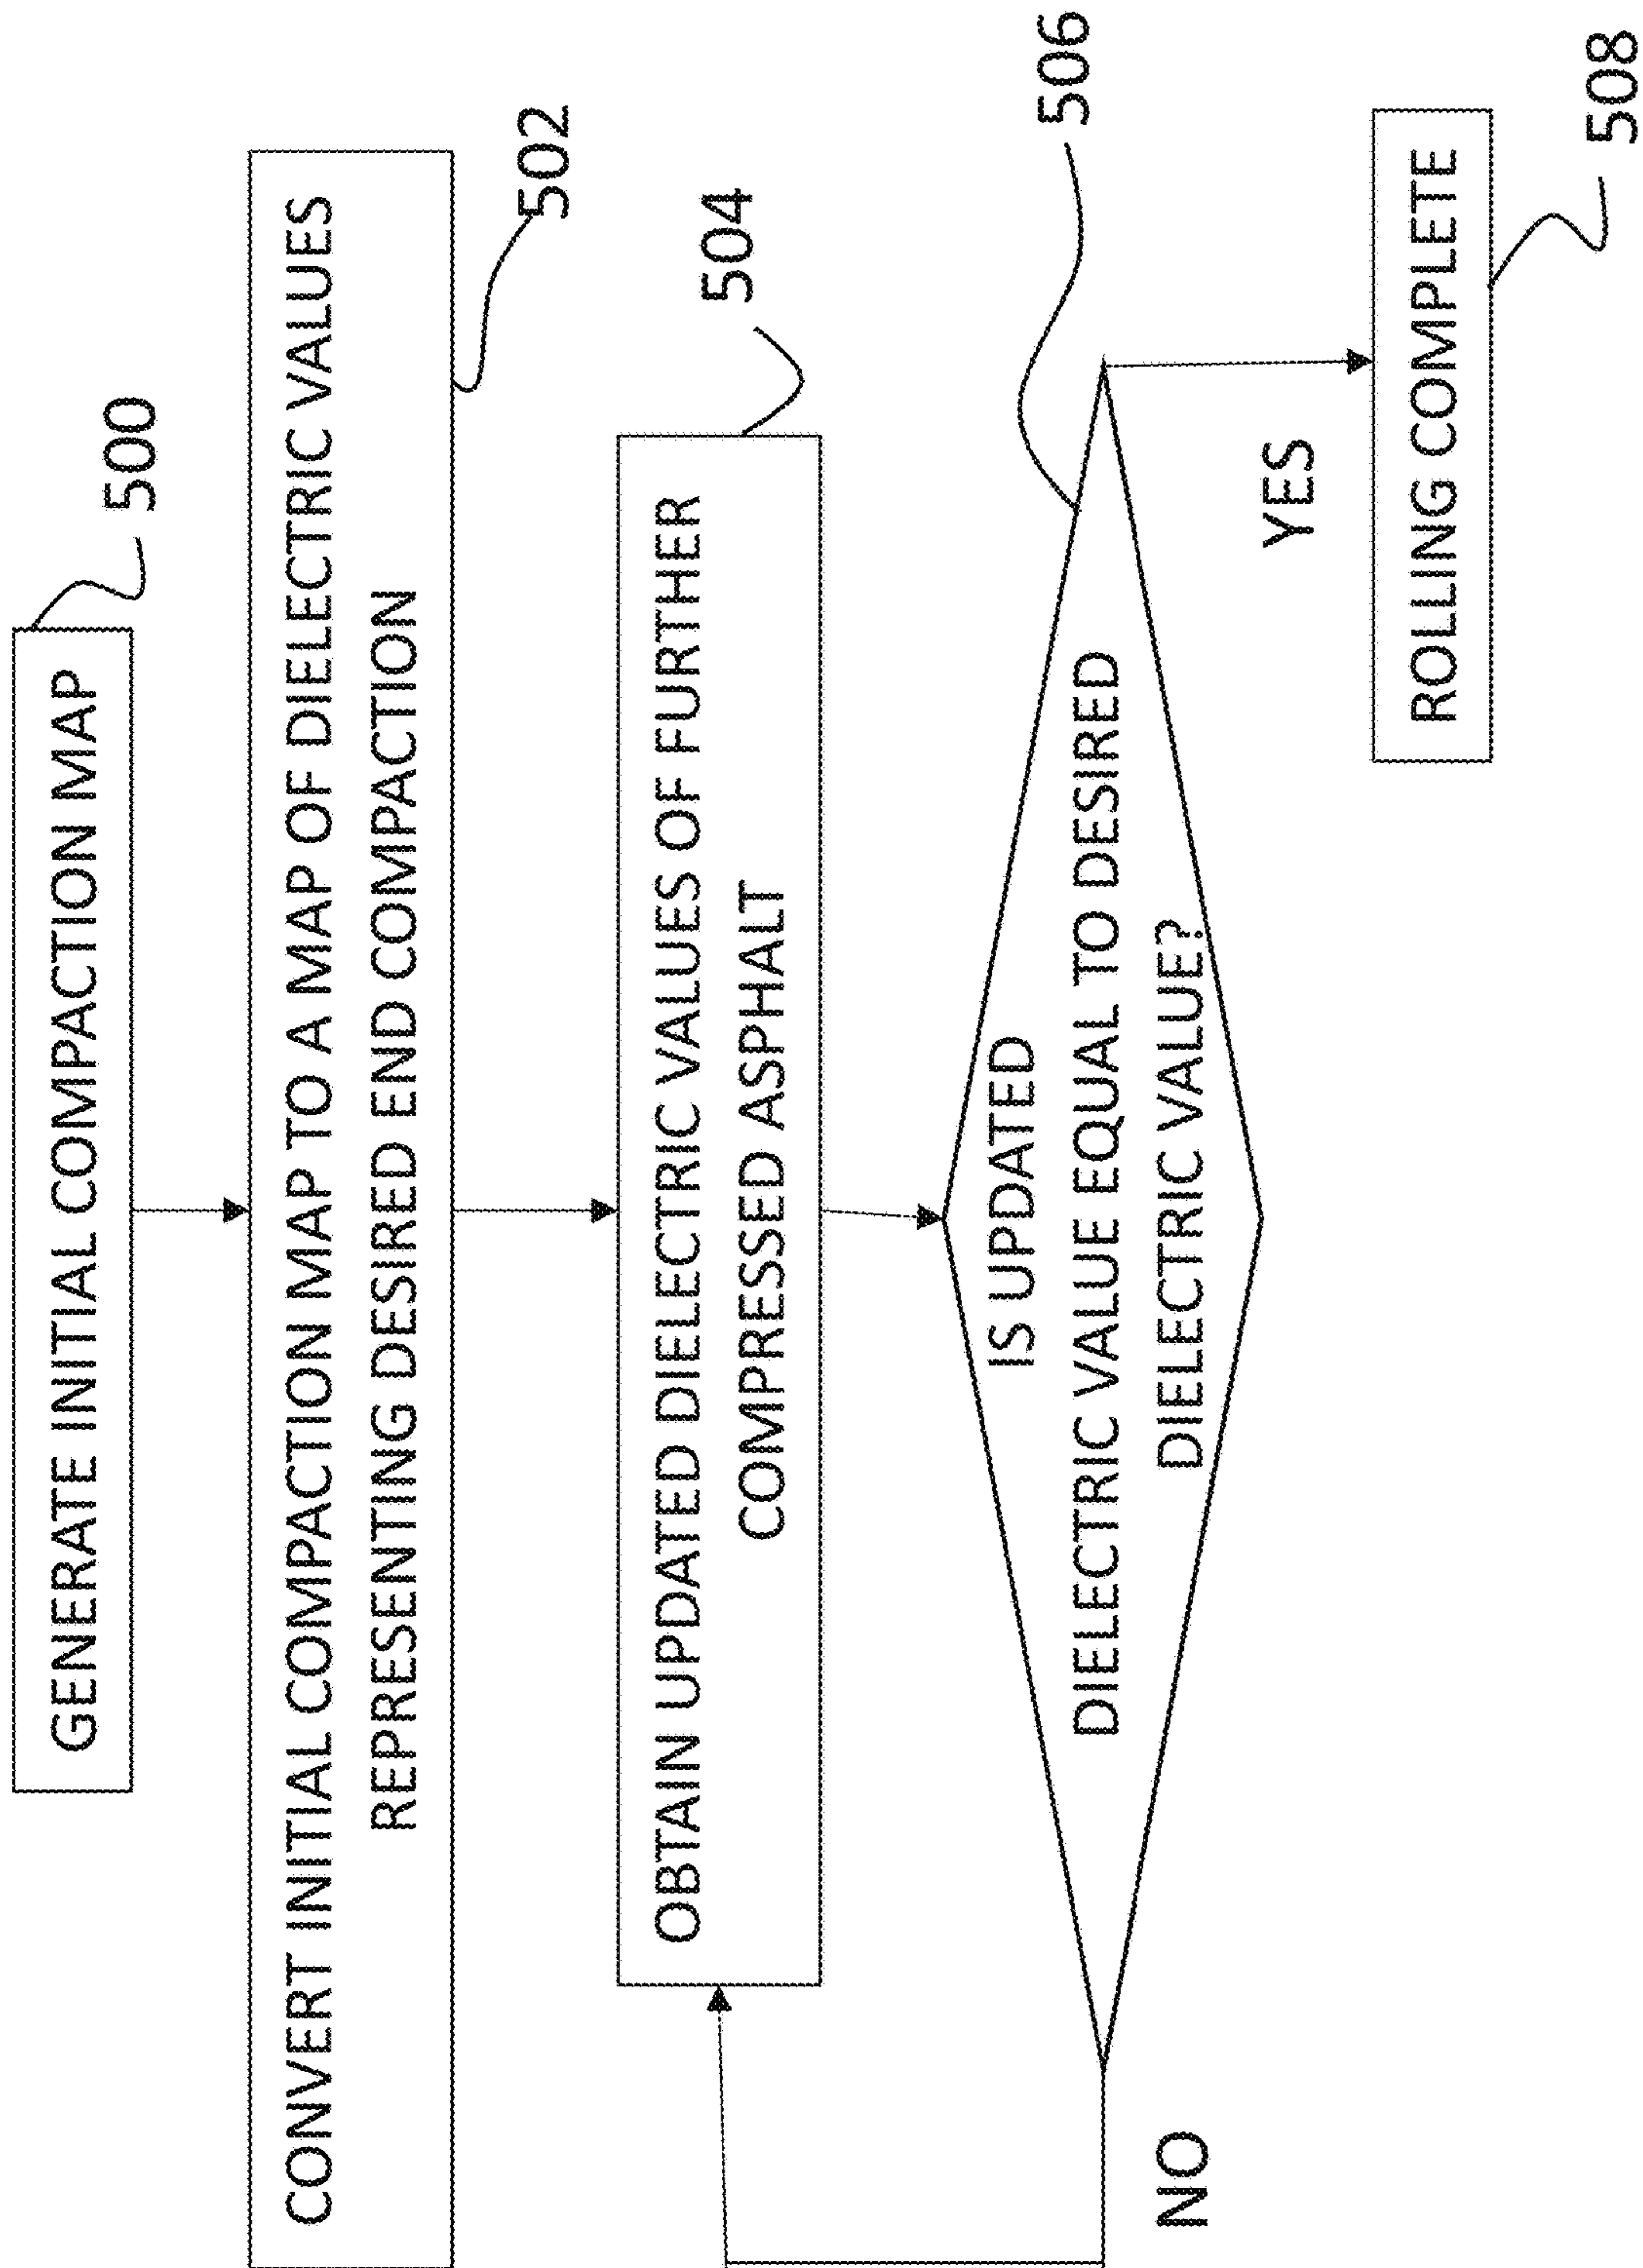 GENERATE INITIAL COMPACTION MAP
500
CONVERT INITIAL COMPACTION MAP TO A MAP OF DIELECTRIC VALUES
REPRESENTING DESIRED END COMPACTION
502
OBTAIN UPDATED DIELECTRIC VALUES OF FURTHER
COMPRESSED ASPHALT
504
IS UPDATED
DIELECTRIC VALUE EQUAL TO DESIRED
DIELECTRIC VALUE?
506
NO
YES
ROLLING COMPLETE
508